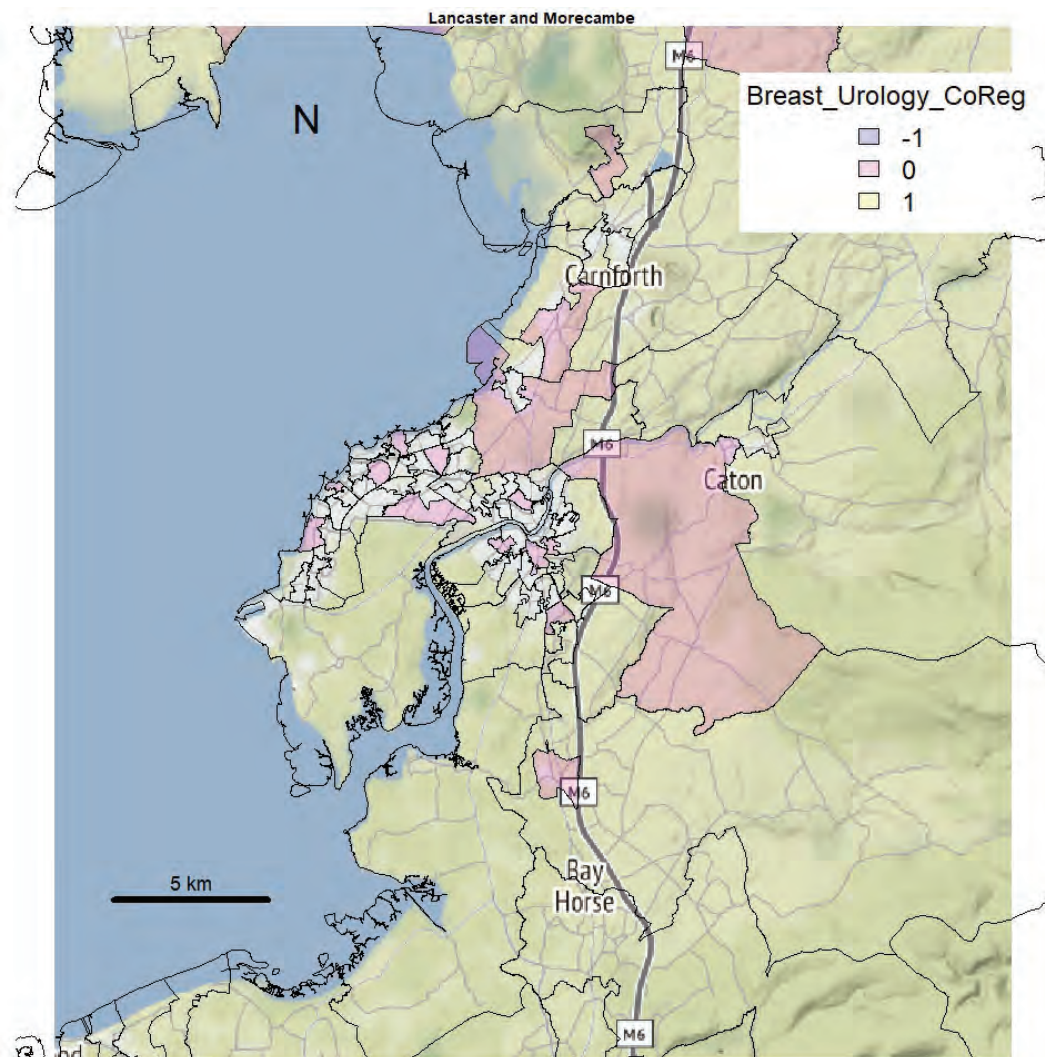 Lancaster and Morecambe
M6
N
Breast_Urology_CoReg
-1
0
1
Carnforth
M6
Caton
M6
M6
5 km
Bay
Horse
M6